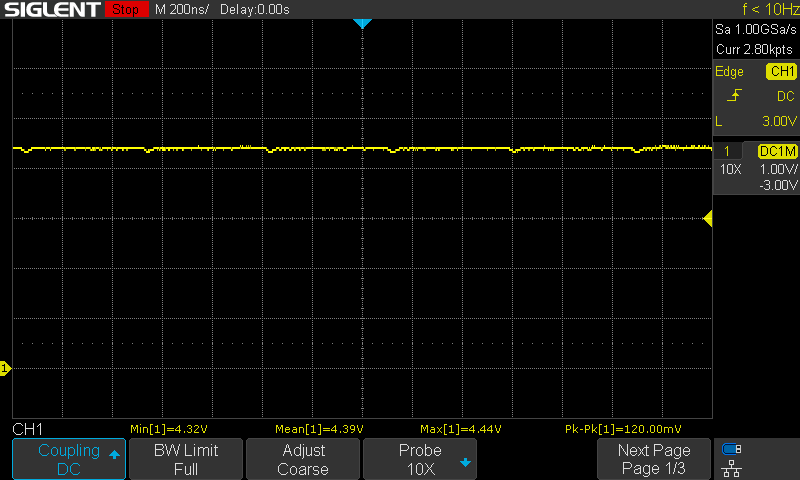 SIGLENT Stop M 200ns/ Delay:0.00s f < 10Hz
Sa 1.00GSa/s
Curr 2.80kpts
Edge CH1
DC
L 3.00V
1 DC1M
10X 1.00V/
-3.00V
1
CH1 Min[1]=4.32V Mean[1]=4.39V Max[1]=4.44V Pk-Pk[1]=120.00mV
Coupling BW Limit Adjust Probe Next Page
DC Full Coarse 10X Page 1/3